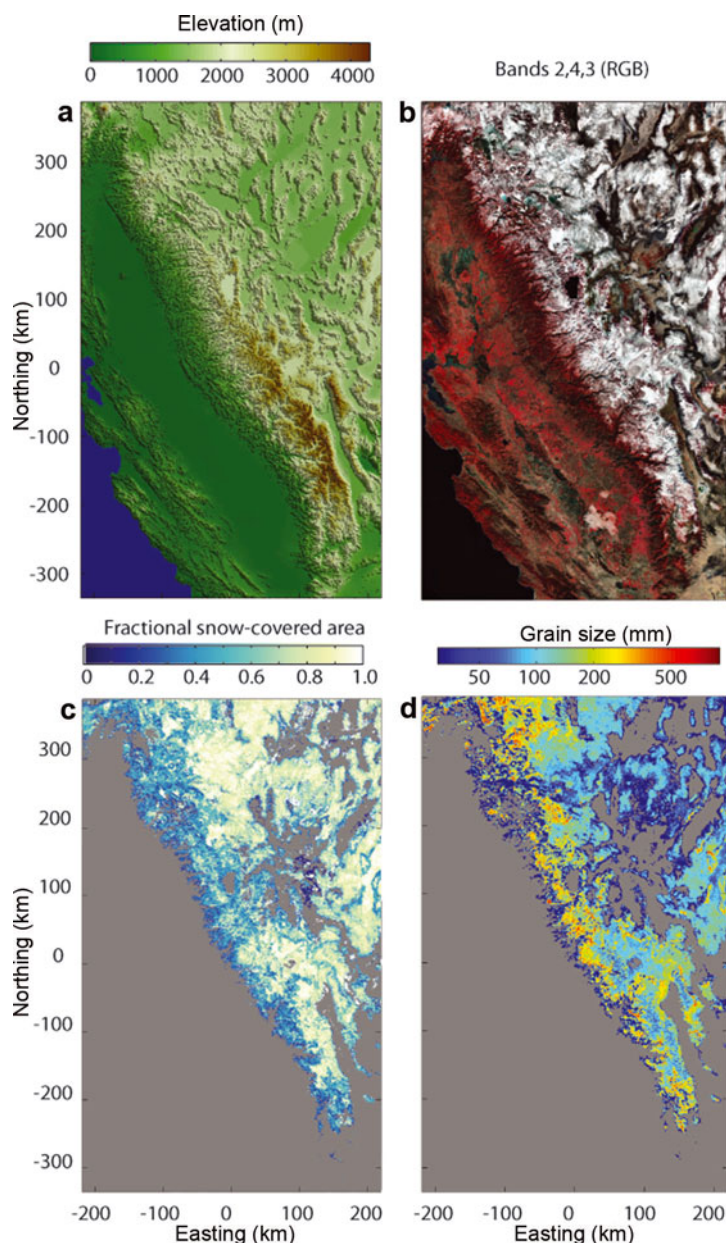 Elevation (m)
0 1000 2000 3000 4000
Bands 2,4,3 (RGB)
a
b
300
200
100
0
-100
-200
-300
Northing (km)
Fractional snow-covered area
0 0.2 0.4 0.6 0.8 1.0
Grain size (mm)
50 100 200 500
c
d
300
200
100
0
-100
-200
-300
Northing (km)
-200 -100 0 100 200
-200 -100 0 100 200
Easting (km)
Easting (km)